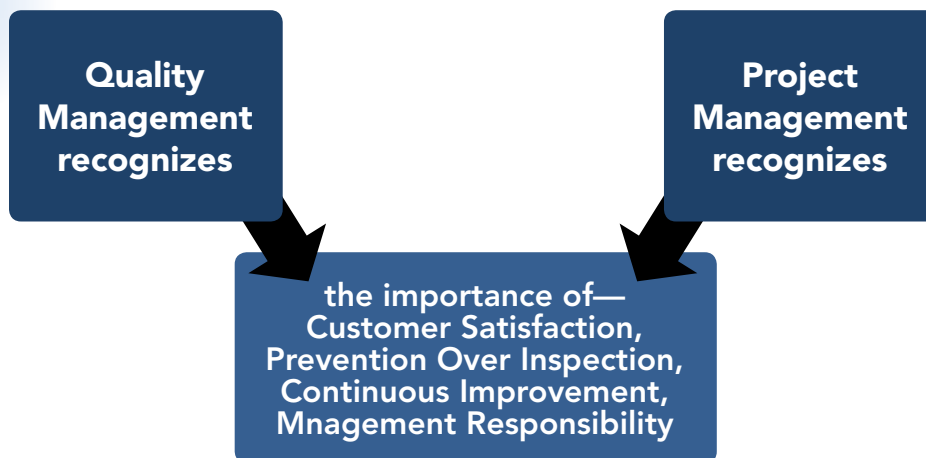 Quality
Management
recognizes
Project
Management
recognizes
the importance of—
Customer Satisfaction,
Prevention Over Inspection,
Continuous Improvement,
Mnagement Responsibility